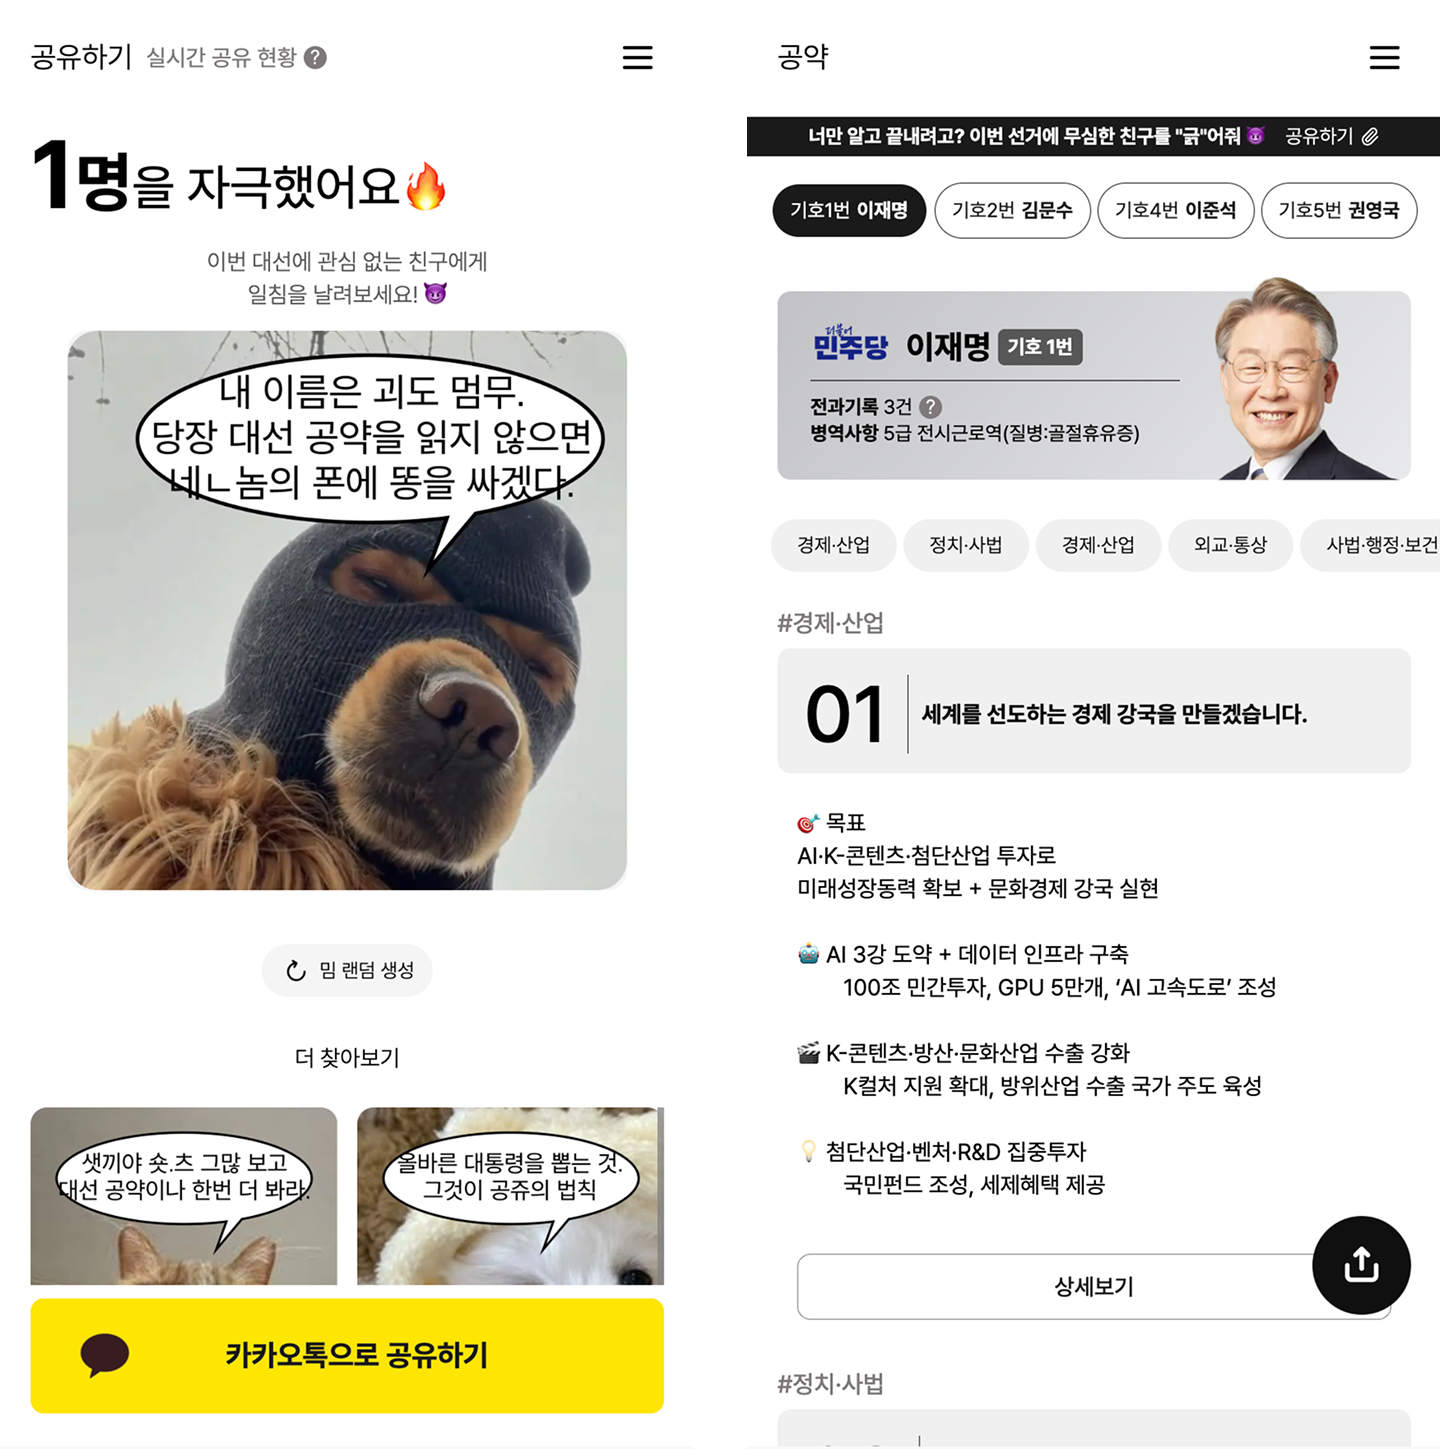 공유하기 실시간 공유 현황 ?
1명을 자극했어요🔥
이번 대선에 관심 없는 친구에게
일침을 날려보세요! 😈
내 이름은 괴도 멈무.
당장 대선 공약을 읽지 않으면
네ㄴ놈의 폰에 똥을 싸겠다.
밈 랜덤 생성
더 찾아보기
샛끼야 숏.츠 그많 보고
대선 공약이나 한번 더 봐라.
올바른 대통령을 뽑는 것.
그것이 공쥬의 법칙
카카오톡으로 공유하기
공약
너만 알고 끝내려고? 이번 선거에 무심한 친구를 "긁"어줘 😈 공유하기
기호1번 이재명
기호2번 김문수
기호4번 이준석
기호5번 권영국
더불어
민주당 이재명 기호 1번
전과기록 3건 ?
병역사항 5급 전시근로역(질병:골절휴유증)
경제·산업
정치·사법
경제·산업
외교·통상
사법·행정·보건
#경제·산업
01 세계를 선도하는 경제 강국을 만들겠습니다.
🎯 목표
AI·K-콘텐츠·첨단산업 투자로
미래성장동력 확보 + 문화경제 강국 실현
🤖 AI 3강 도약 + 데이터 인프라 구축
100조 민간투자, GPU 5만개, ‘AI 고속도로’ 조성
🎬 K-콘텐츠·방산·문화산업 수출 강화
K컬처 지원 확대, 방위산업 수출 국가 주도 육성
💡 첨단산업·벤처·R&D 집중투자
국민펀드 조성, 세제혜택 제공
상세보기
#정치·사법